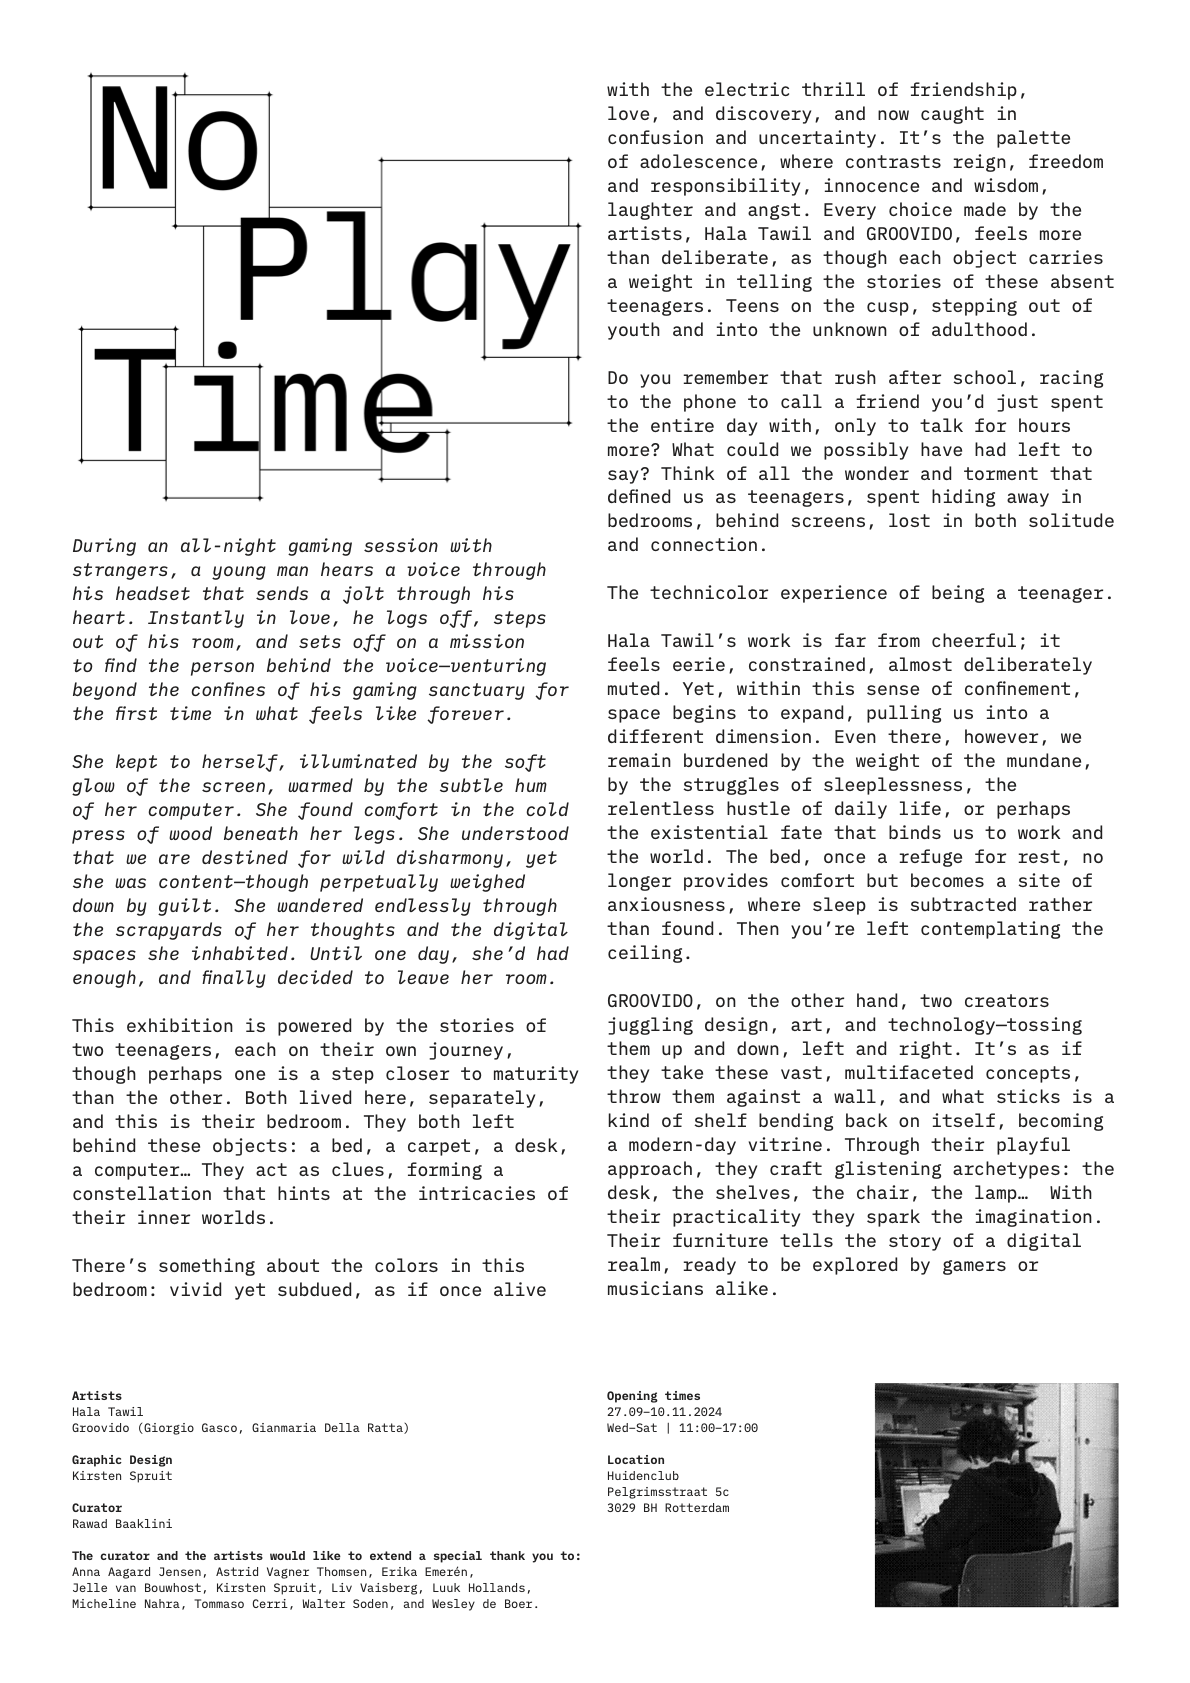 No
Play
Time
During an all-night gaming session with
strangers, a young man hears a voice through
his headset that sends a jolt through his
heart. Instantly in love, he logs off, steps
out of his room, and sets off on a mission
to find the person behind the voice—venturing
beyond the confines of his gaming sanctuary for
the first time in what feels like forever.
She kept to herself, illuminated by the soft
glow of the screen, warmed by the subtle hum
of her computer. She found comfort in the cold
press of wood beneath her legs. She understood
that we are destined for wild disharmony, yet
she was content—though perpetually weighed
down by guilt. She wandered endlessly through
the scrapyards of her thoughts and the digital
spaces she inhabited. Until one day, she’d had
enough, and finally decided to leave her room.
This exhibition is powered by the stories of
two teenagers, each on their own journey,
though perhaps one is a step closer to maturity
than the other. Both lived here, separately,
and this is their bedroom. They both left
behind these objects: a bed, a carpet, a desk,
a computer… They act as clues, forming a
constellation that hints at the intricacies of
their inner worlds.
There’s something about the colors in this
bedroom: vivid yet subdued, as if once alive
with the electric thrill of friendship,
love, and discovery, and now caught in
confusion and uncertainty. It’s the palette
of adolescence, where contrasts reign, freedom
and responsibility, innocence and wisdom,
laughter and angst. Every choice made by the
artists, Hala Tawil and GROOVIDO, feels more
than deliberate, as though each object carries
a weight in telling the stories of these absent
teenagers. Teens on the cusp, stepping out of
youth and into the unknown of adulthood.
Do you remember that rush after school, racing
to the phone to call a friend you’d just spent
the entire day with, only to talk for hours
more? What could we possibly have had left to
say? Think of all the wonder and torment that
defined us as teenagers, spent hiding away in
bedrooms, behind screens, lost in both solitude
and connection.
The technicolor experience of being a teenager.
Hala Tawil’s work is far from cheerful; it
feels eerie, constrained, almost deliberately
muted. Yet, within this sense of confinement,
space begins to expand, pulling us into a
different dimension. Even there, however, we
remain burdened by the weight of the mundane,
by the struggles of sleeplessness, the
relentless hustle of daily life, or perhaps
the existential fate that binds us to work and
the world. The bed, once a refuge for rest, no
longer provides comfort but becomes a site of
anxiousness, where sleep is subtracted rather
than found. Then you’re left contemplating the
ceiling.
GROOVIDO, on the other hand, two creators
juggling design, art, and technology—tossing
them up and down, left and right. It’s as if
they take these vast, multifaceted concepts,
throw them against a wall, and what sticks is a
kind of shelf bending back on itself, becoming
a modern-day vitrine. Through their playful
approach, they craft glistening archetypes: the
desk, the shelves, the chair, the lamp…  With
their practicality they spark the imagination.
Their furniture tells the story of a digital
realm, ready to be explored by gamers or
musicians alike.
Artists
Hala Tawil
Groovido (Giorgio Gasco, Gianmaria Della Ratta)
Graphic Design
Kirsten Spruit
Curator
Rawad Baaklini
The curator and the artists would like to extend a special thank you to:
Anna Aagard Jensen, Astrid Vagner Thomsen, Erika Emerén,
Jelle van Bouwhost, Kirsten Spruit, Liv Vaisberg, Luuk Hollands,
Micheline Nahra, Tommaso Cerri, Walter Soden, and Wesley de Boer.
Opening times
27.09–10.11.2024
Wed–Sat | 11:00–17:00
Location
Huidenclub
Pelgrimsstraat 5c
3029 BH Rotterdam